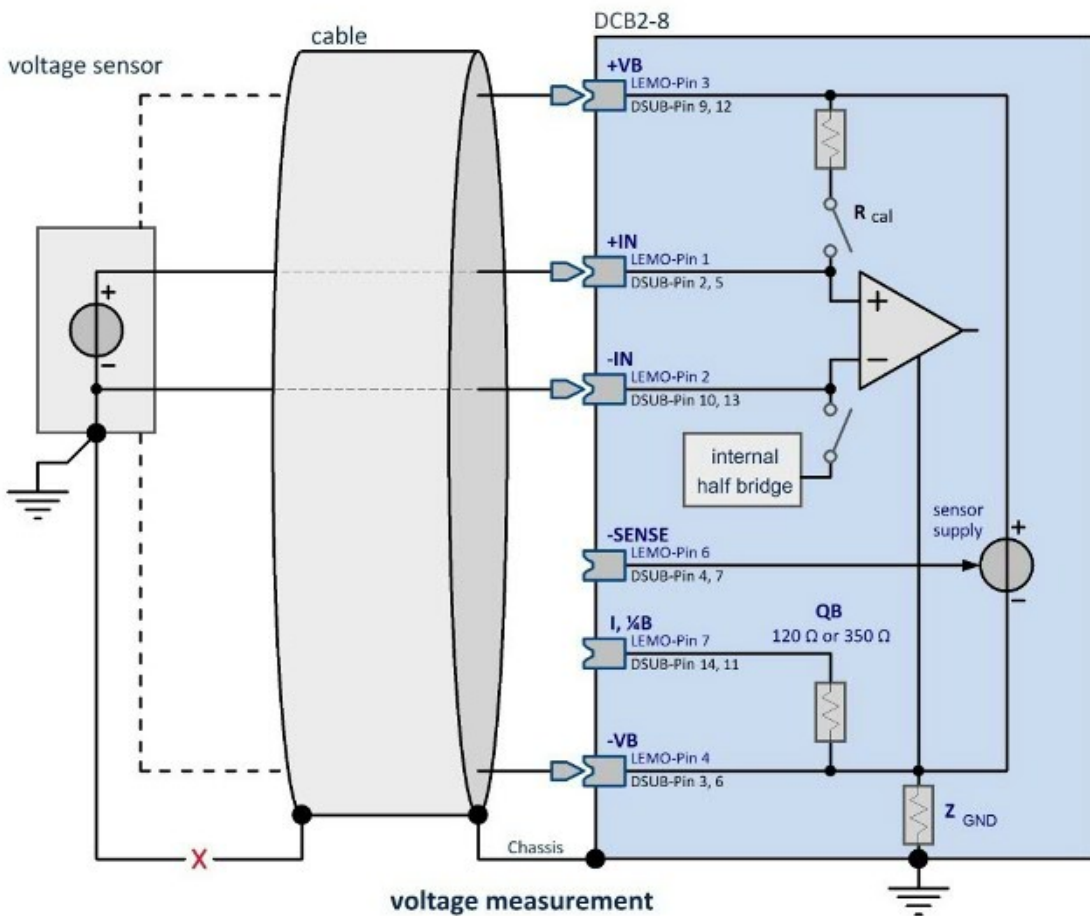 DCB2-8
cable
voltage sensor
+VB
LEMO-Pin 3
DSUB-Pin 9, 12
R cal
+IN
LEMO-Pin 1
DSUB-Pin 2, 5
+
+
−
−
-IN
LEMO-Pin 2
DSUB-Pin 10, 13
internal
half bridge
sensor
supply
+
−
-SENSE
LEMO-Pin 6
DSUB-Pin 4, 7
I, ¼B
LEMO-Pin 7
DSUB-Pin 14, 11
QB
120 Ω or 350 Ω
-VB
LEMO-Pin 4
DSUB-Pin 3, 6
Z GND
X
Chassis
voltage measurement